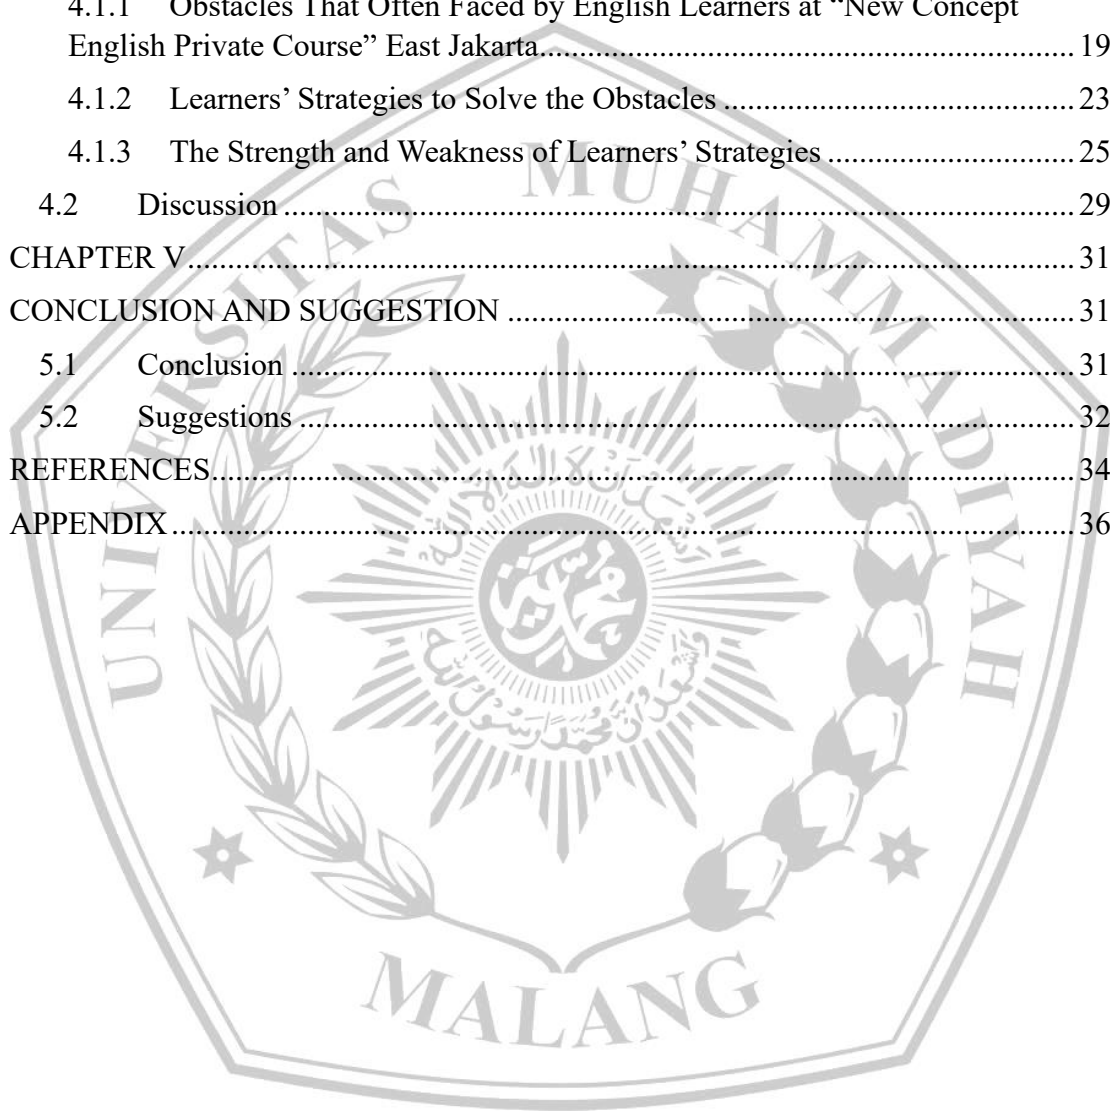 4.1.1 Obstacles That Often Faced by English Learners at “New Concept
English Private Course” East Jakarta.......... 19
4.1.2 Learners’ Strategies to Solve the Obstacles .......... 23
4.1.3 The Strength and Weakness of Learners’ Strategies .......... 25
4.2 Discussion .......... 29
CHAPTER V.......... 31
CONCLUSION AND SUGGESTION .......... 31
5.1 Conclusion .......... 31
5.2 Suggestions .......... 32
REFERENCES.......... 34
APPENDIX .......... 36
UNIVERSITAS MUHAMMADIYAH
MALANG